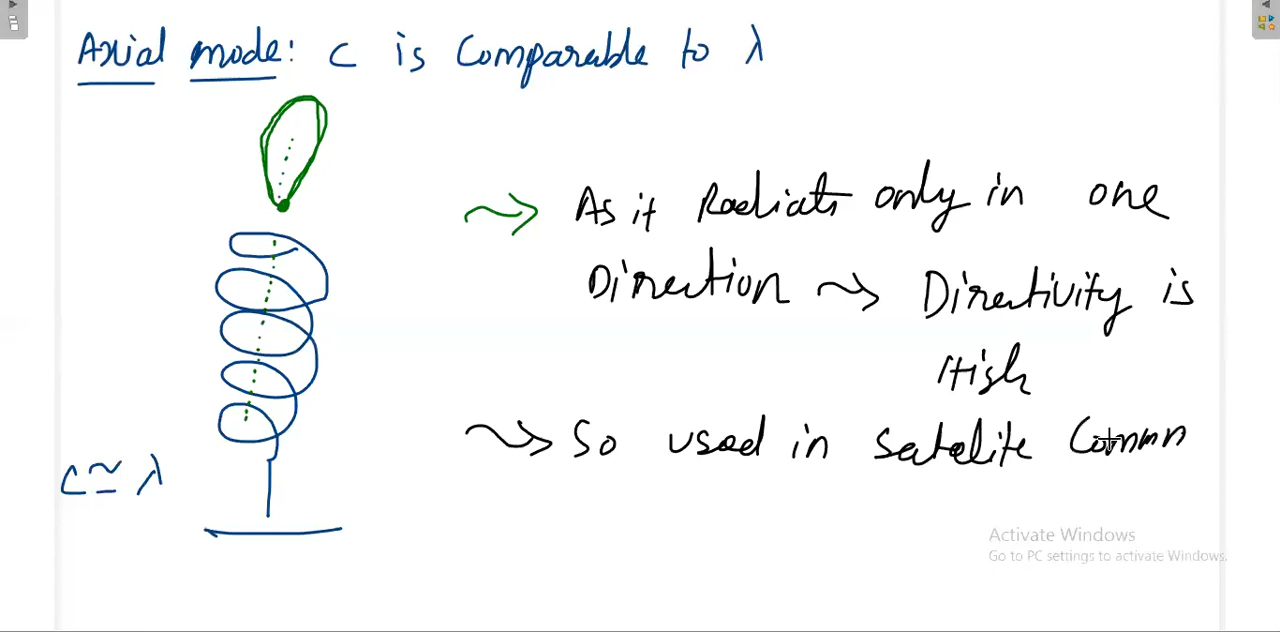 Axial mode: C is Comparable to λ
As it Radiats only in one
Direction Directivity is
High
So used in Satelite Commn
C ≃ λ
Activate Windows
Go to PC settings to activate Windows.